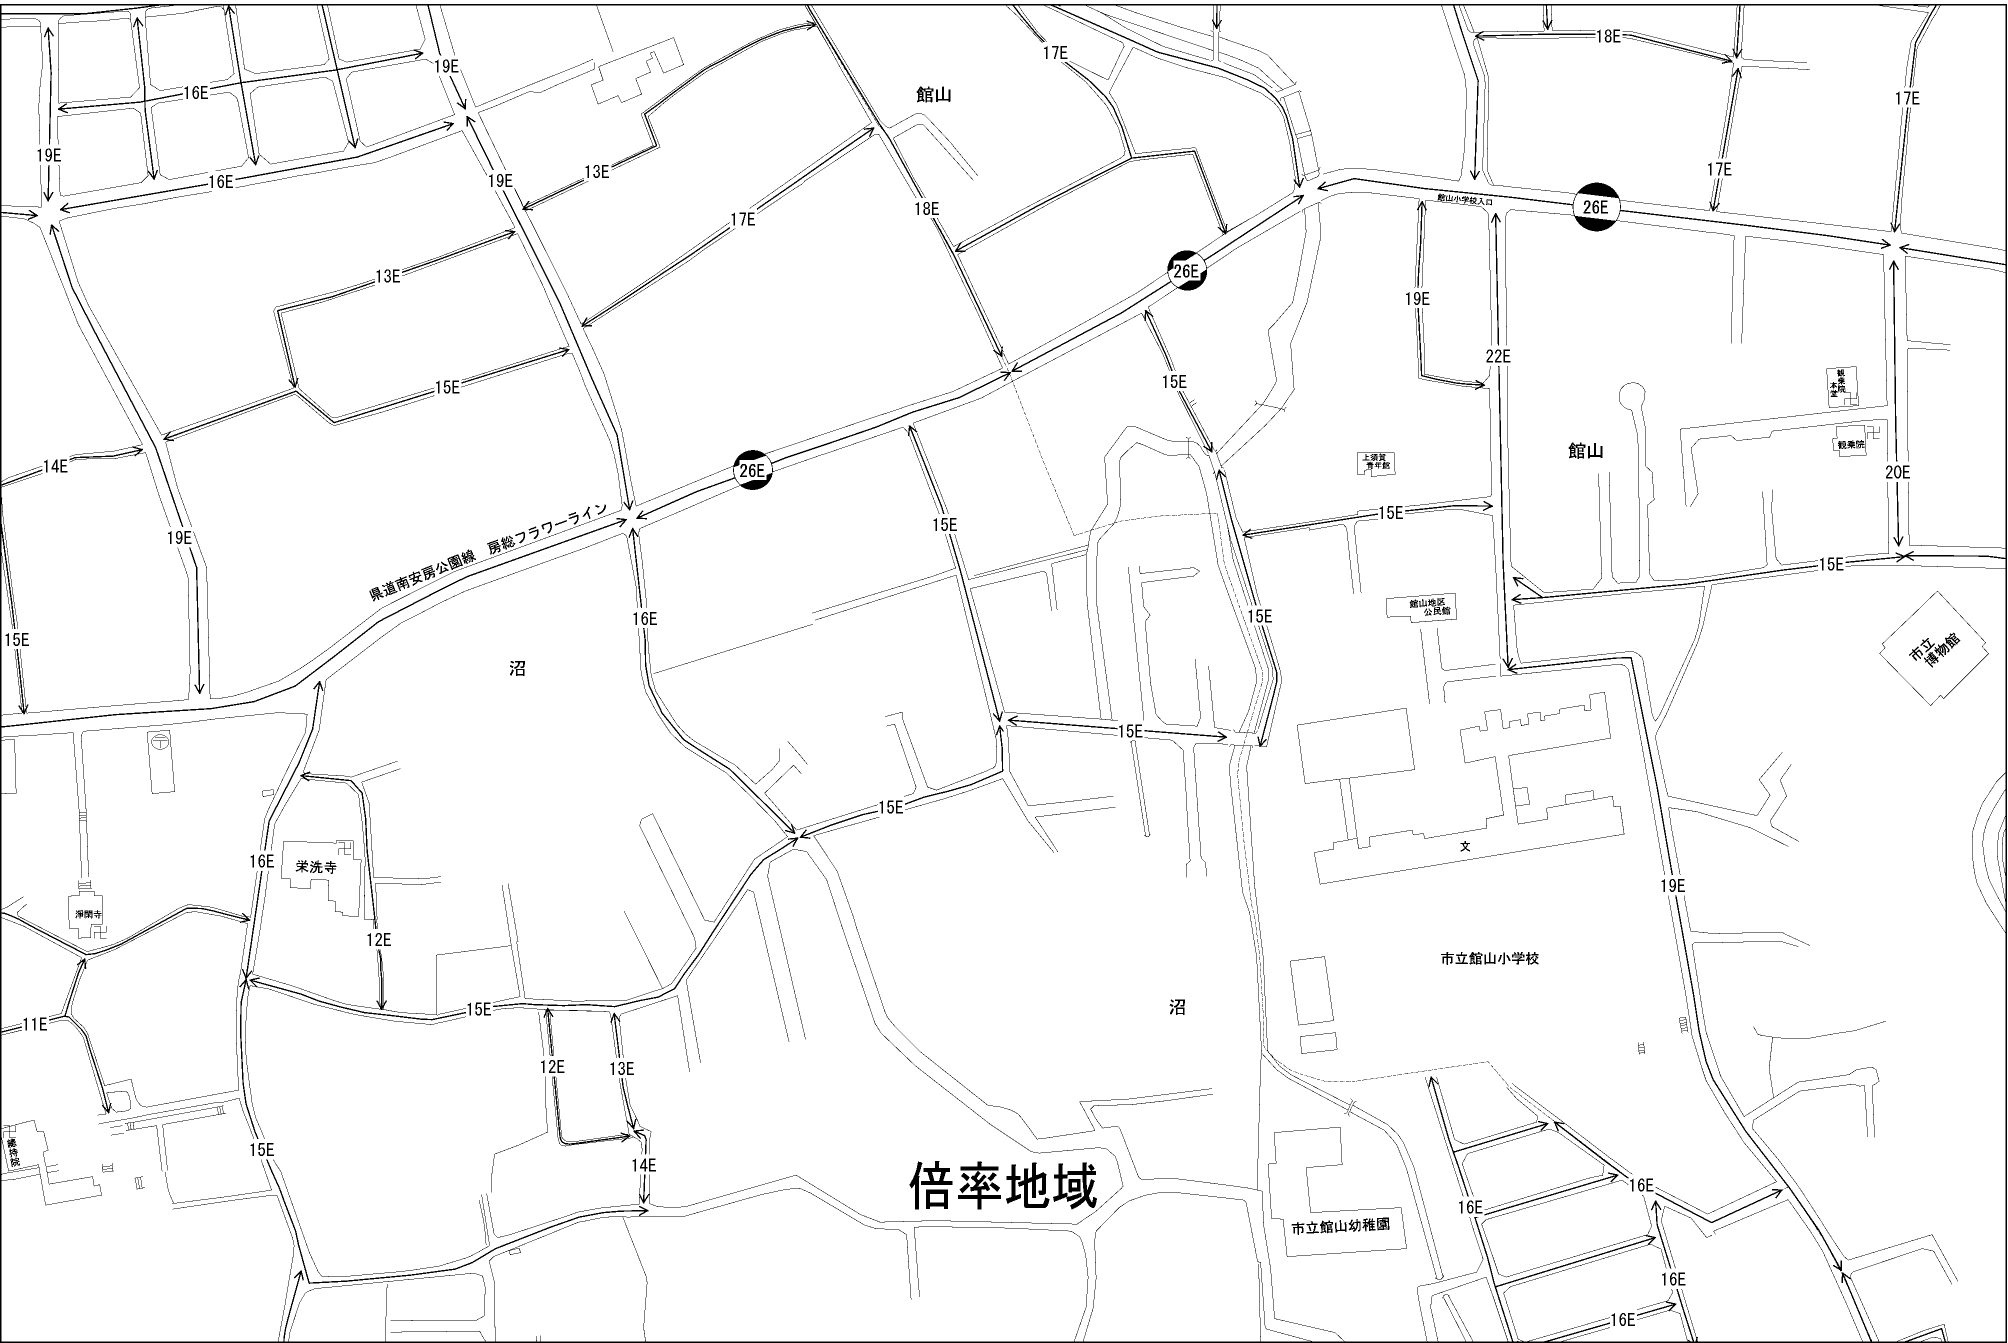 17E
18E
19E
館山
16E
17E
19E
13E
17E
19E
16E
館山小学校入口
26E
18E
17E
26E
13E
19E
22E
15E
15E
観乗院
本堂
館山
観乗院
14E
26E
上須賀
青年館
20E
県道南安房公園線　房総フラワーライン
15E
15E
19E
15E
館山地区
公民館
16E
15E
15E
市立
博物館
沼
15E
15E
文
16E
栄洗寺
19E
浄閑寺
12E
市立館山小学校
15E
沼
11E
12E
13E
総持院
15E
14E
倍率地域
16E
16E
市立館山幼稚園
16E
16E